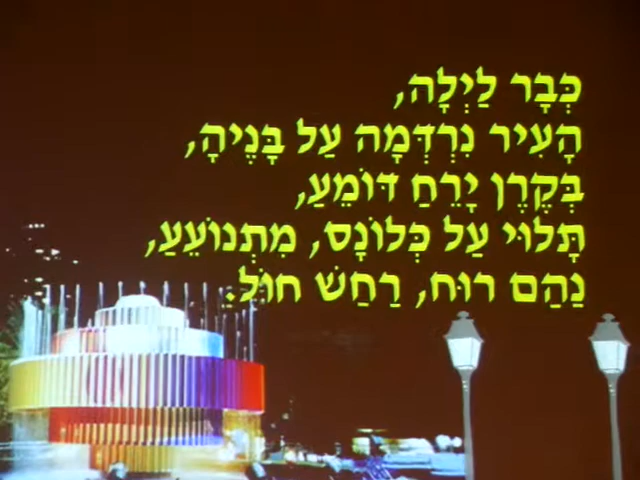 כְּבָר לַיְלָה,
הָעִיר נִרְדְּמָה עַל בָּנֶיהָ,
בְּקֶרֶן יָרֵחַ דּוֹמֵעַ,
תָּלוּי עַל כְּלוֹנָס, מִתְנוֹעֵעַ,
נַהַם רוּחַ, רַחַשׁ חוֹל.